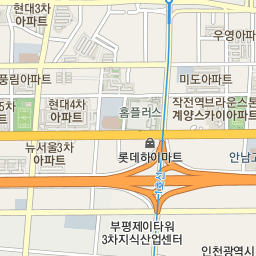 현대3차
아파트
우영아파
풍림아파트
미도아파트
5차
파트
현대4차
아파트
홈플러스
작전역브라운스톤
계양스카이아파트
뉴서울3차
아파트
롯데하이마트
안남고
1호선
부평제이타워
3차지식산업센터
인천광역시